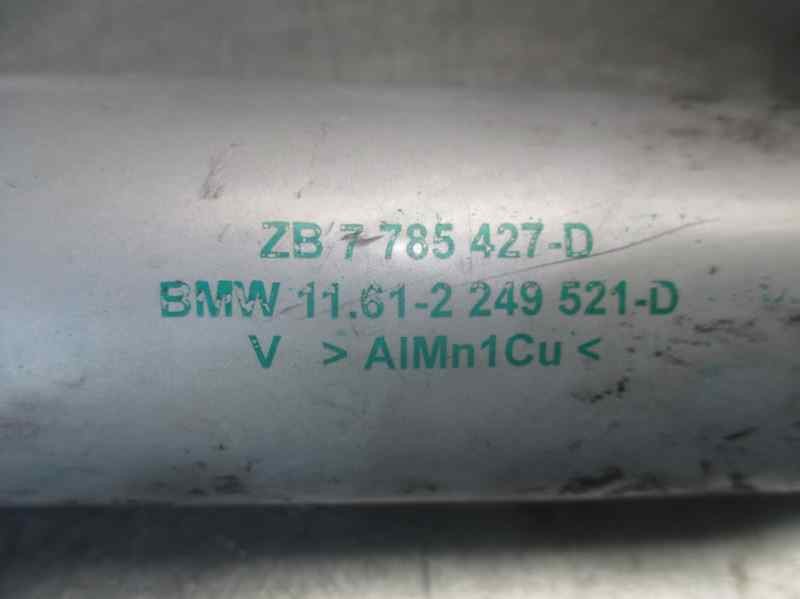 ZB 7 785 427-D
BMW 11.61-2 249 521-D
V > AlMn1Cu <